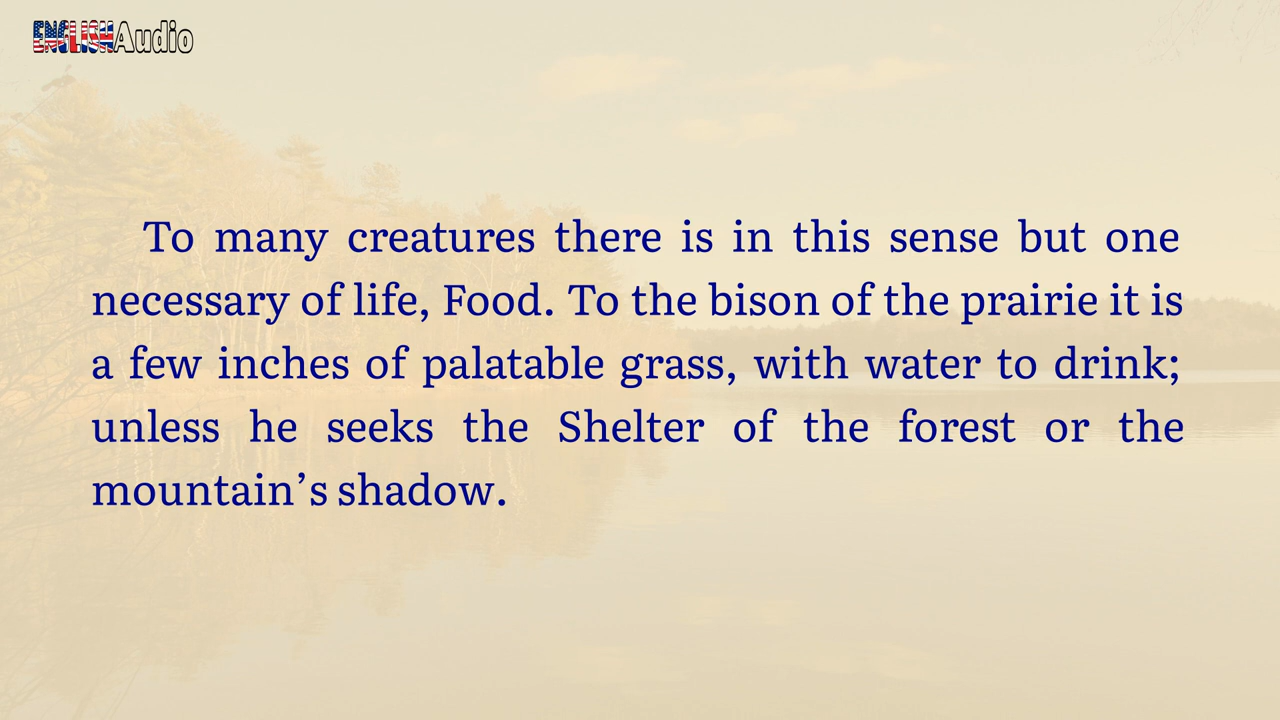 ENGLISHAudio
To many creatures there is in this sense but one
necessary of life, Food. To the bison of the prairie it is
a few inches of palatable grass, with water to drink;
unless he seeks the Shelter of the forest or the
mountain’s shadow.